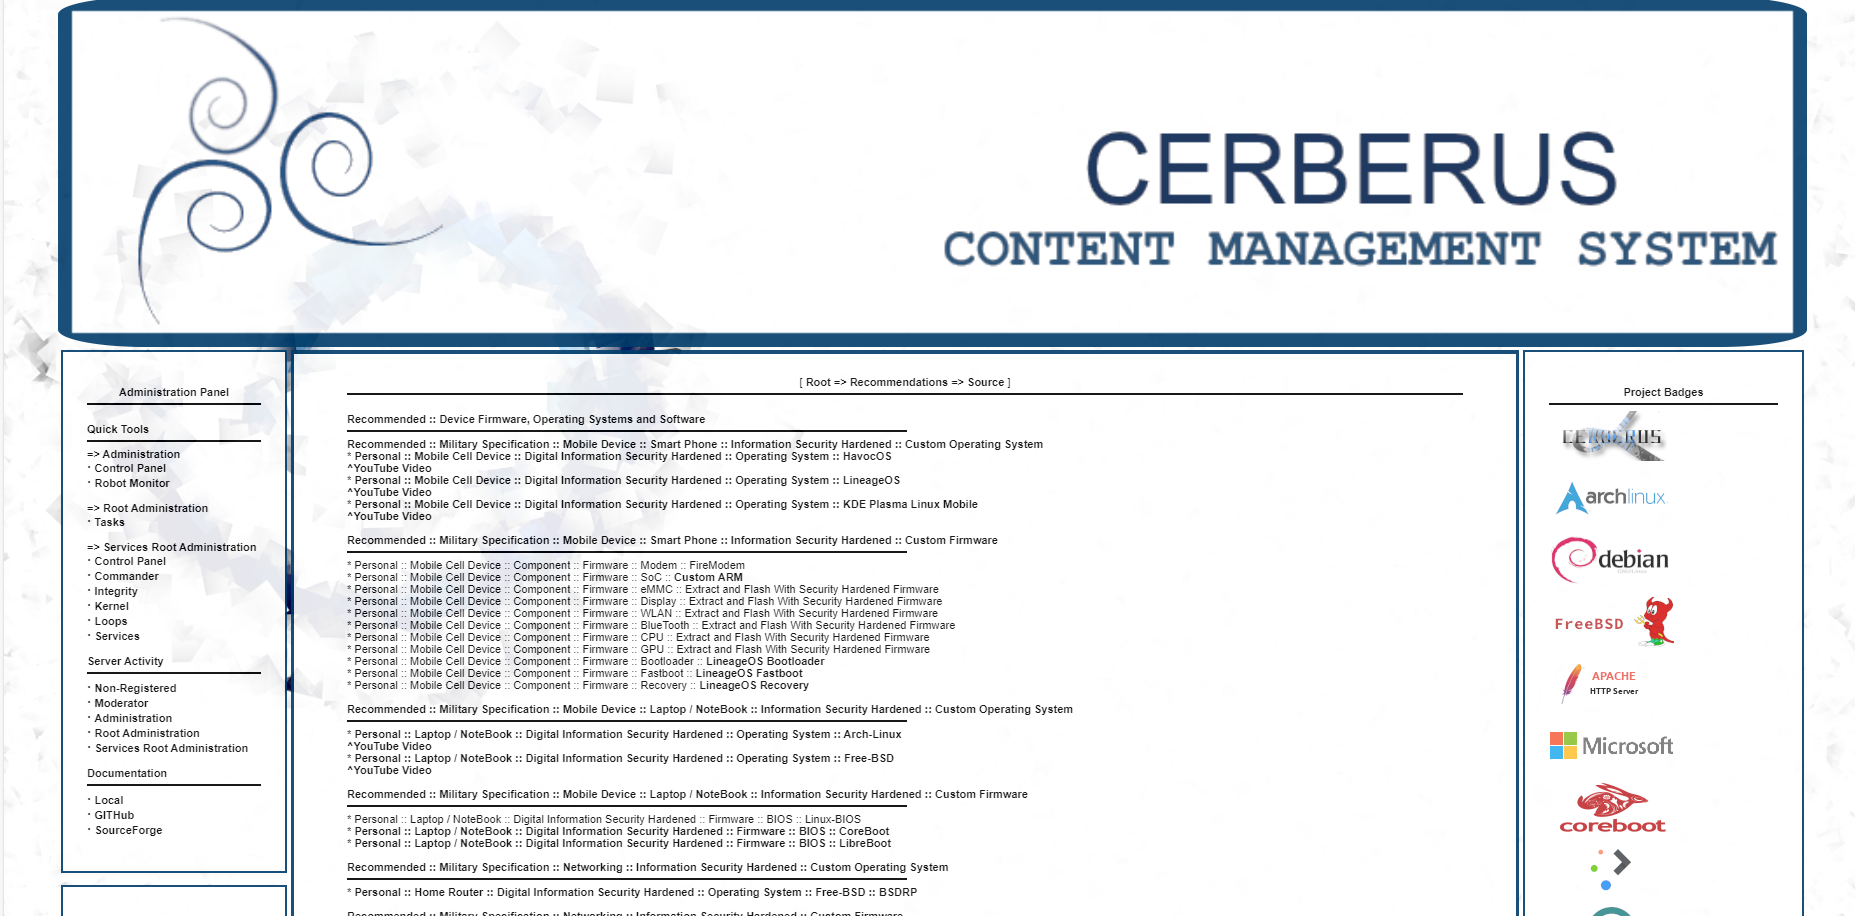 CERBERUS
CONTENT MANAGEMENT SYSTEM
Administration Panel
Quick Tools
=> Administration
· Control Panel
· Robot Monitor
=> Root Administration
· Tasks
=> Services Root Administration
· Control Panel
· Commander
· Integrity
· Kernel
· Loops
· Services
Server Activity
· Non-Registered
· Moderator
· Administration
· Root Administration
· Services Root Administration
Documentation
· Local
· GITHub
· SourceForge
[ Root => Recommendations => Source ]
Recommended :: Device Firmware, Operating Systems and Software
Recommended :: Military Specification :: Mobile Device :: Smart Phone :: Information Security Hardened :: Custom Operating System
* Personal :: Mobile Cell Device :: Digital Information Security Hardened :: Operating System :: HavocOS
^YouTube Video
* Personal :: Mobile Cell Device :: Digital Information Security Hardened :: Operating System :: LineageOS
^YouTube Video
* Personal :: Mobile Cell Device :: Digital Information Security Hardened :: Operating System :: KDE Plasma Linux Mobile
^YouTube Video
Recommended :: Military Specification :: Mobile Device :: Smart Phone :: Information Security Hardened :: Custom Firmware
* Personal :: Mobile Cell Device :: Component :: Firmware :: Modem :: FireModem
* Personal :: Mobile Cell Device :: Component :: Firmware :: SoC :: Custom ARM
* Personal :: Mobile Cell Device :: Component :: Firmware :: eMMC :: Extract and Flash With Security Hardened Firmware
* Personal :: Mobile Cell Device :: Component :: Firmware :: Display :: Extract and Flash With Security Hardened Firmware
* Personal :: Mobile Cell Device :: Component :: Firmware :: WLAN :: Extract and Flash With Security Hardened Firmware
* Personal :: Mobile Cell Device :: Component :: Firmware :: BlueTooth :: Extract and Flash With Security Hardened Firmware
* Personal :: Mobile Cell Device :: Component :: Firmware :: CPU :: Extract and Flash With Security Hardened Firmware
* Personal :: Mobile Cell Device :: Component :: Firmware :: GPU :: Extract and Flash With Security Hardened Firmware
* Personal :: Mobile Cell Device :: Component :: Firmware :: Bootloader :: LineageOS Bootloader
* Personal :: Mobile Cell Device :: Component :: Firmware :: Fastboot :: LineageOS Fastboot
* Personal :: Mobile Cell Device :: Component :: Firmware :: Recovery :: LineageOS Recovery
Recommended :: Military Specification :: Mobile Device :: Laptop / NoteBook :: Information Security Hardened :: Custom Operating System
* Personal :: Laptop / NoteBook :: Digital Information Security Hardened :: Operating System :: Arch-Linux
^YouTube Video
* Personal :: Laptop / NoteBook :: Digital Information Security Hardened :: Operating System :: Free-BSD
^YouTube Video
Recommended :: Military Specification :: Mobile Device :: Laptop / NoteBook :: Information Security Hardened :: Custom Firmware
* Personal :: Laptop / NoteBook :: Digital Information Security Hardened :: Firmware :: BIOS :: Linux-BIOS
* Personal :: Laptop / NoteBook :: Digital Information Security Hardened :: Firmware :: BIOS :: CoreBoot
* Personal :: Laptop / NoteBook :: Digital Information Security Hardened :: Firmware :: BIOS :: LibreBoot
Recommended :: Military Specification :: Networking :: Information Security Hardened :: Custom Operating System
* Personal :: Home Router :: Digital Information Security Hardened :: Operating System :: Free-BSD :: BSDRP
Recommended :: Military Specification :: Networking :: Information Security Hardened :: Custom Firmware
Project Badges
CERBERUS
archlinux
debian
FreeBSD
APACHE
HTTP Server
Microsoft
coreboot